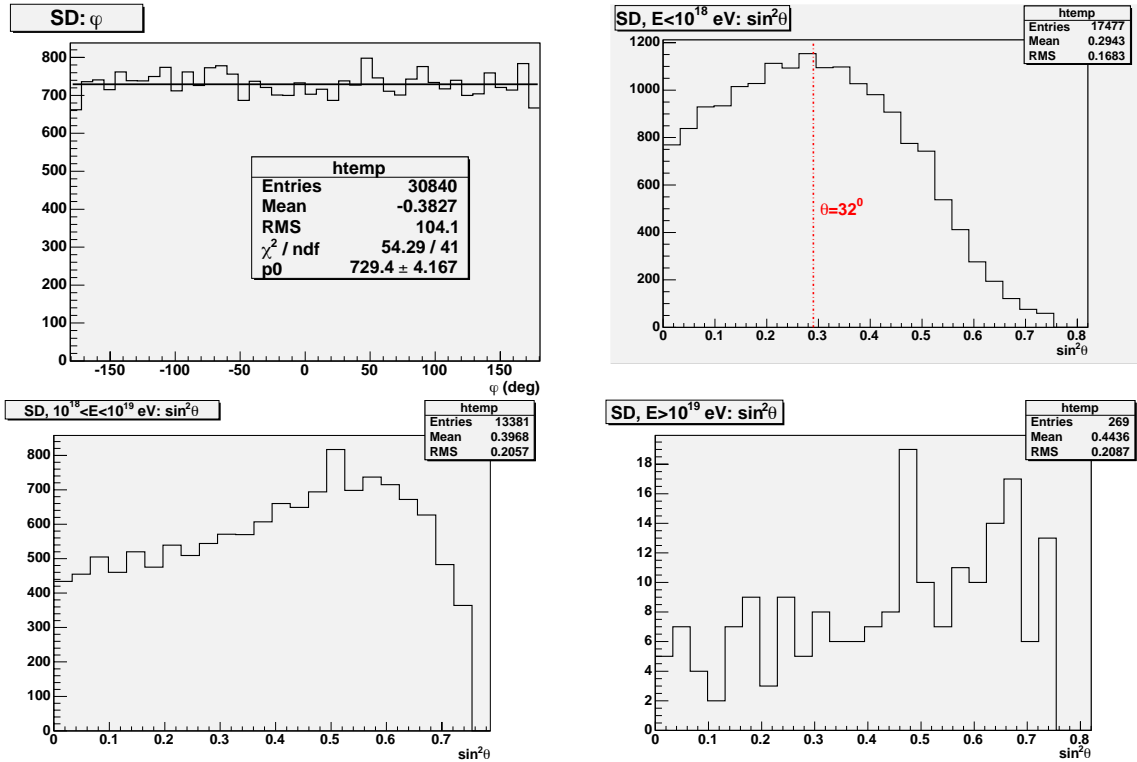 SD: φ
htemp
Entries 30840
Mean -0.3827
RMS 104.1
χ² / ndf 54.29 / 41
p0 729.4 ± 4.167
800
700
600
500
400
300
200
100
0
-150 -100 -50 0 50 100 150
φ (deg)
SD, E<10¹⁸ eV: sin²θ
htemp
Entries 17477
Mean 0.2943
RMS 0.1683
1200
1000
800
600
400
200
0
θ=32⁰
0 0.1 0.2 0.3 0.4 0.5 0.6 0.7 0.8
sin²θ
SD, 10¹⁸<E<10¹⁹ eV: sin²θ
htemp
Entries 13381
Mean 0.3968
RMS 0.2057
800
700
600
500
400
300
200
100
0
0 0.1 0.2 0.3 0.4 0.5 0.6 0.7
sin²θ
SD, E>10¹⁹ eV: sin²θ
htemp
Entries 269
Mean 0.4436
RMS 0.2087
18
16
14
12
10
8
6
4
2
0
0 0.1 0.2 0.3 0.4 0.5 0.6 0.7 0.8
sin²θ